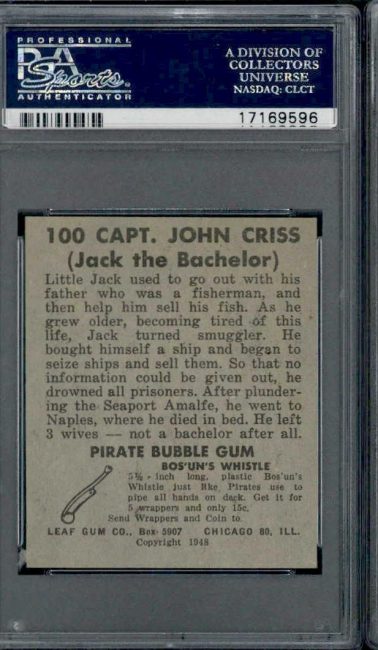 PROFESSIONAL
PSA
Sports
AUTHENTICATOR
A DIVISION OF
COLLECTORS
UNIVERSE
NASDAQ: CLCT
17169596
100 CAPT. JOHN CRISS
(Jack the Bachelor)
Little Jack used to go out with his
father who was a fisherman, and
then help him sell his fish. As he
grew older, becoming tired of this
life, Jack turned smuggler. He
bought himself a ship and began to
seize ships and sell them. So that no
information could be given out, he
drowned all prisoners. After plunder-
ing the Seaport Amalfe, he went to
Naples, where he died in bed. He left
3 wives — not a bachelor after all.
PIRATE BUBBLE GUM
BOS'UN'S WHISTLE
inch long, plastic Bos'un's
Whistle just like Pirates use to
pipe all hands on deck. Get it for
5 wrappers and only 15c.
Send Wrappers and Coin to
LEAF GUM CO., Box 5907 CHICAGO 80, ILL.
Copyright 1948